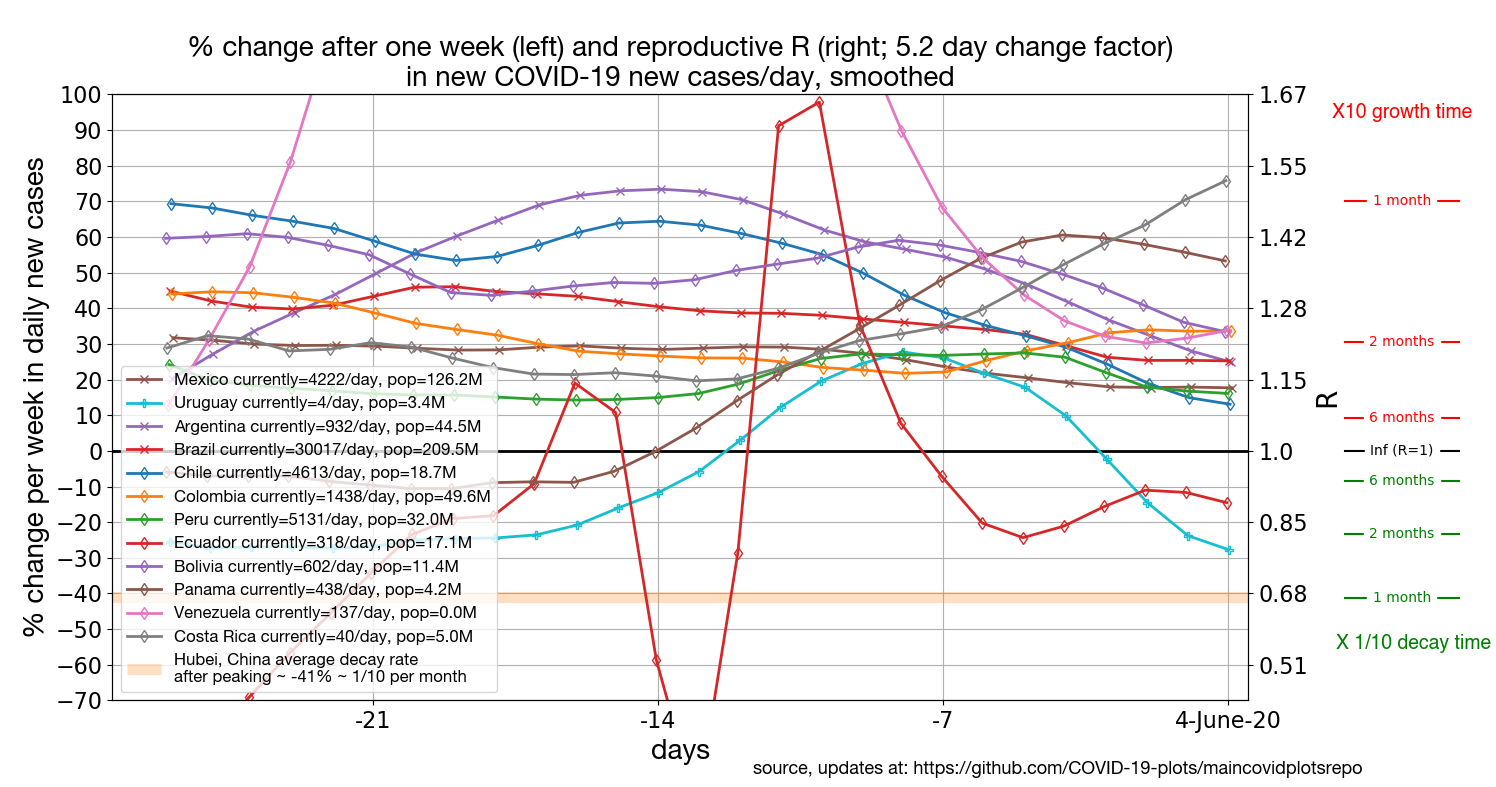 % change after one week (left) and reproductive R (right; 5.2 day change factor)
in new COVID-19 new cases/day, smoothed
% change per week in daily new cases
100
90
80
70
60
50
40
30
20
10
0
−10
−20
−30
−40
−50
−60
−70
Mexico currently=4222/day, pop=126.2M
Uruguay currently=4/day, pop=3.4M
Argentina currently=932/day, pop=44.5M
Brazil currently=30017/day, pop=209.5M
Chile currently=4613/day, pop=18.7M
Colombia currently=1438/day, pop=49.6M
Peru currently=5131/day, pop=32.0M
Ecuador currently=318/day, pop=17.1M
Bolivia currently=602/day, pop=11.4M
Panama currently=438/day, pop=4.2M
Venezuela currently=137/day, pop=0.0M
Costa Rica currently=40/day, pop=5.0M
Hubei, China average decay rate
after peaking ~ -41% ~ 1/10 per month
-21
-14
-7
4-June-20
days
1.67
1.55
1.42
1.28
1.15
1.0
0.85
0.68
0.51
R
X10 growth time
1 month
2 months
6 months
Inf (R=1)
6 months
2 months
1 month
X 1/10 decay time
source, updates at: https://github.com/COVID-19-plots/maincovidplotsrepo